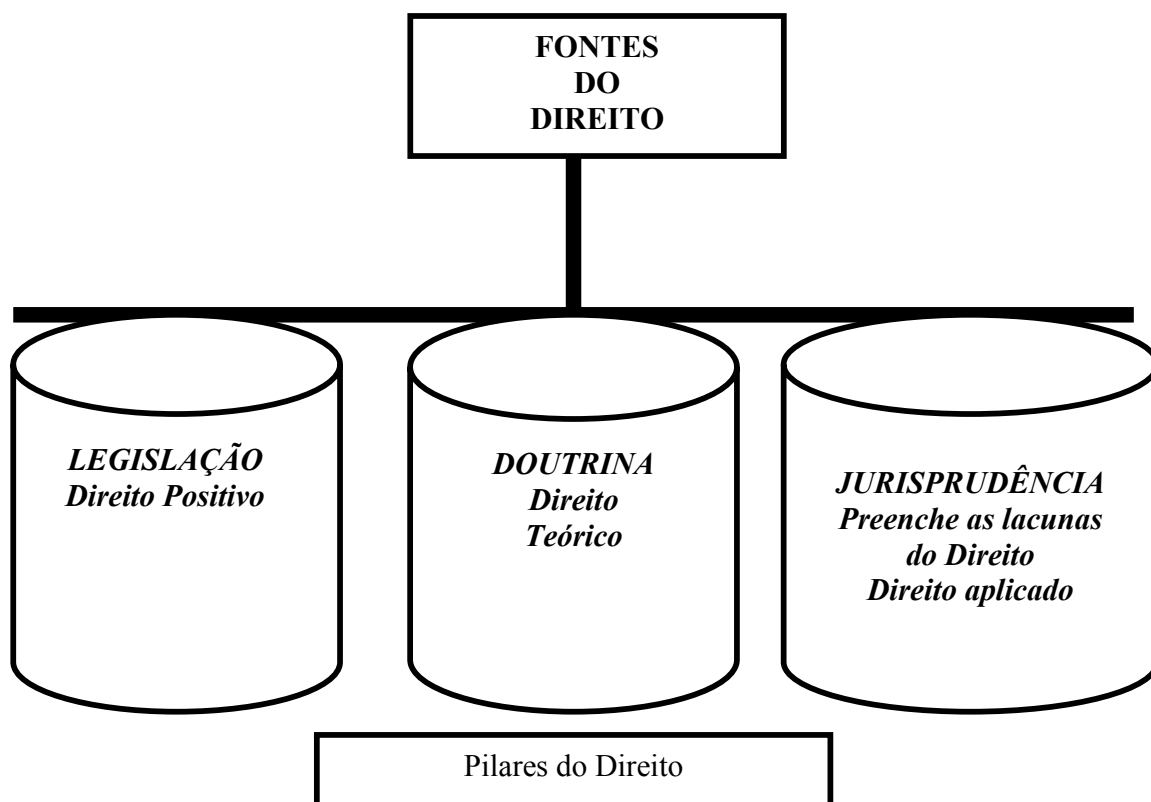 FONTES
DO
DIREITO
LEGISLAÇÃO
Direito Positivo
DOUTRINA
Direito
Teórico
JURISPRUDÊNCIA
Preenche as lacunas
do Direito
Direito aplicado
Pilares do Direito